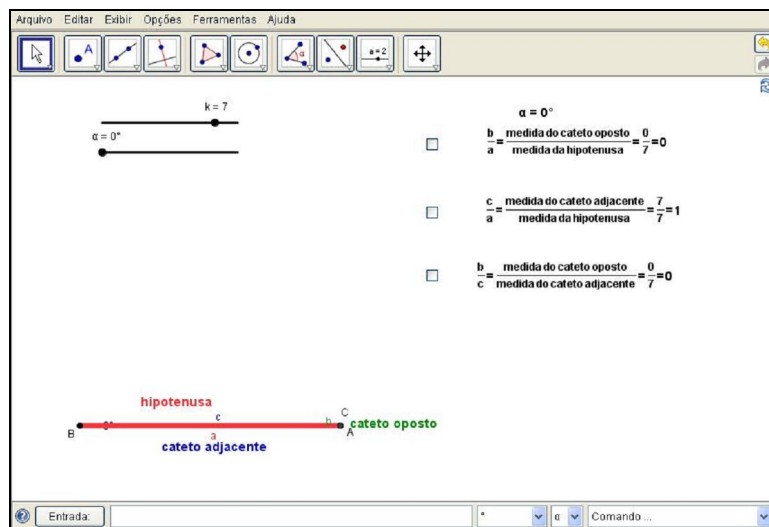 Arquivo Editar Exibir Opções Ferramentas Ajuda
A
a=2
k = 7
α = 0°
α = 0°
b/a = medida do cateto oposto/medida da hipotenusa = 0/7 = 0
c/a = medida do cateto adjacente/medida da hipotenusa = 7/7 = 1
b/c = medida do cateto oposto/medida do cateto adjacente = 0/7 = 0
hipotenusa
c
C
B
0°
b
cateto oposto
a
A
cateto adjacente
Entrada:
°
α
Comando ...